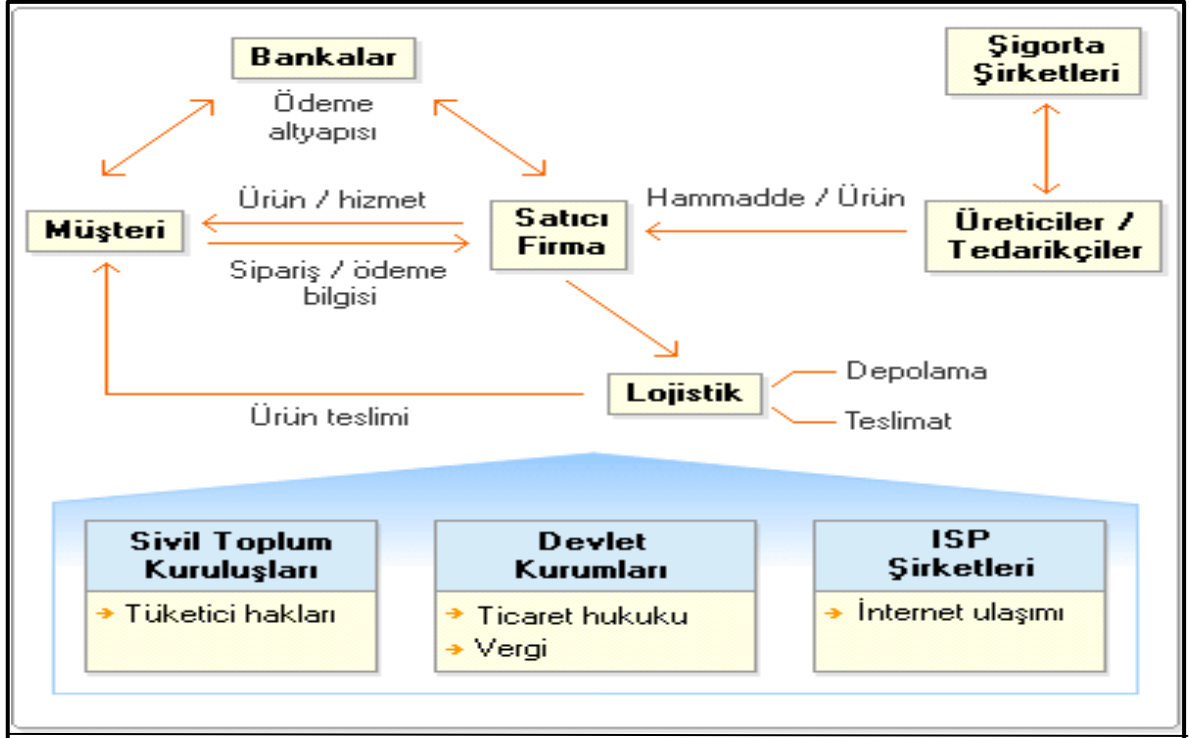 Bankalar
Ödeme
altyapısı
Şigorta
Şirketleri
Müşteri
Ürün / hizmet
Sipariş / ödeme
bilgisi
Satıcı
Firma
Hammadde / Ürün
Üreticiler /
Tedarikçiler
Lojistik
Depolama
Teslimat
Ürün teslimi
Sivil Toplum
Kuruluşları
Tüketici hakları
Devlet
Kurumları
Ticaret hukuku
Vergi
ISP
Şirketleri
İnternet ulaşımı